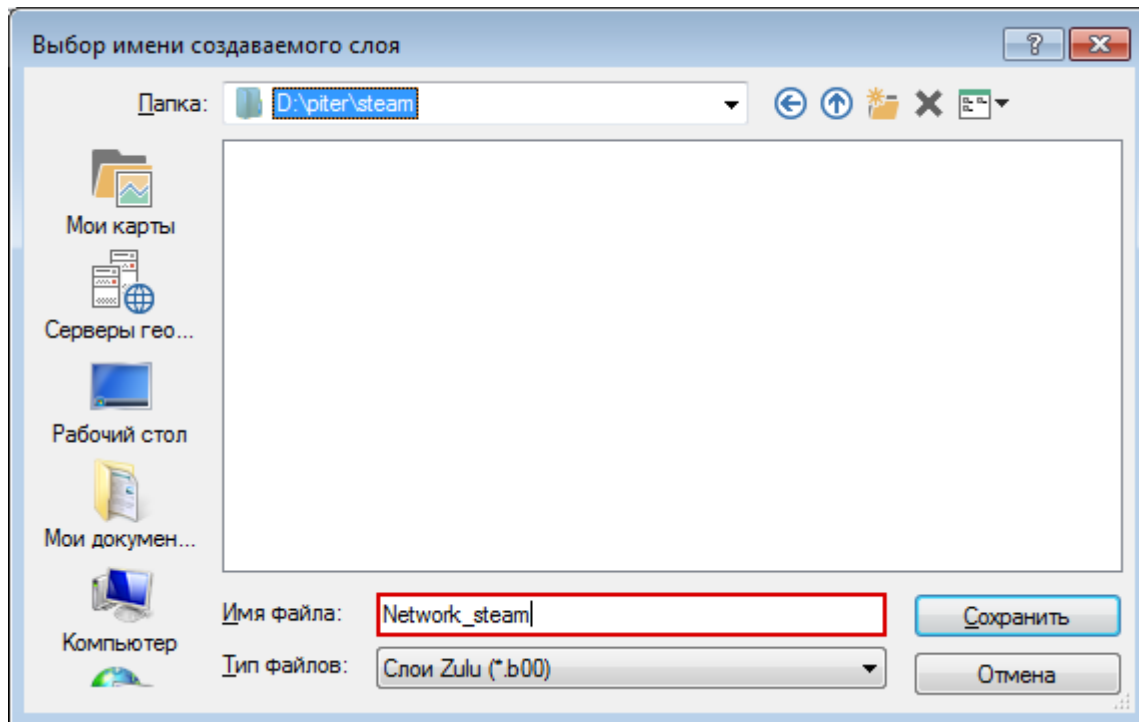 Выбор имени создаваемого слоя
Папка: D:\piter\steam
Мои карты
Серверы гео...
Рабочий стол
Мои докумен...
Компьютер
Имя файла: Network_steam
Сохранить
Тип файлов: Слои Zulu (*.b00)
Отмена